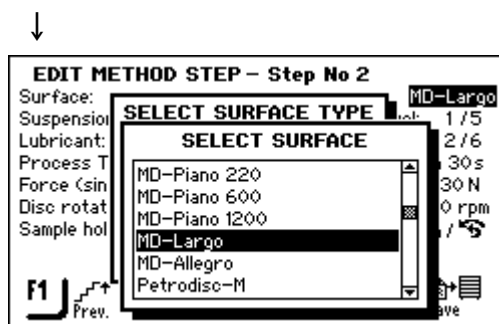 ↓
EDIT METHOD STEP – Step No 2
Surface: MD-Largo
Suspension 1/5
Lubricant: 2/6
Process T 30s
Force (sin 30N
Disc rotat 0 rpm
Sample hol /
SELECT SURFACE TYPE
SELECT SURFACE
MD-Piano 220
MD-Piano 600
MD-Piano 1200
MD-Largo
MD-Allegro
Petrodisc-M
F1 Prev. ave